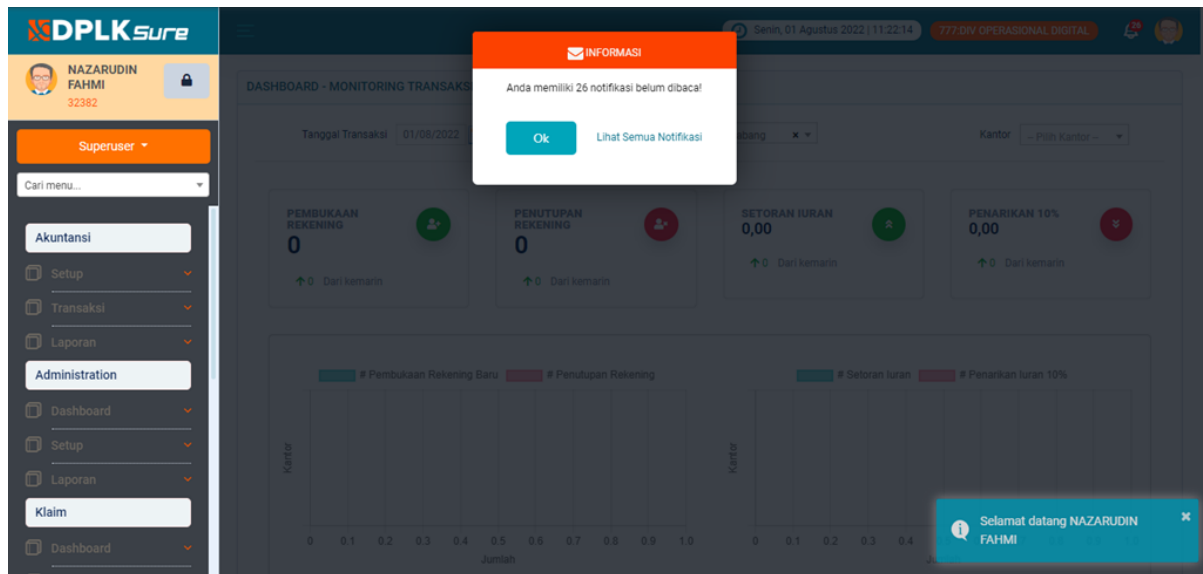 DPLKSure
NAZARUDIN
FAHMI
32382
Superuser
Cari menu...
Akuntansi
Setup
Transaksi
Laporan
Administration
Dashboard
Setup
Laporan
Klaim
Dashboard
Senin, 01 Agustus 2022 | 11:22:14
777:DIV OPERASIONAL DIGITAL
26
INFORMASI
Anda memiliki 26 notifikasi belum dibaca!
Ok
Lihat Semua Notifikasi
DASHBOARD - MONITORING TRANSAKS
Tanggal Transaksi
01/08/2022
abang
Kantor
-- Pilih Kantor --
PEMBUKAAN
REKENING
0
0 Dari kemarin
PENUTUPAN
REKENING
0
0 Dari kemarin
SETORAN IURAN
0,00
0 Dari kemarin
PENARIKAN 10%
0,00
0 Dari kemarin
# Pembukaan Rekening Baru # Penutupan Rekening
Kantor
0 0.1 0.2 0.3 0.4 0.5 0.6 0.7 0.8 0.9 1.0
Jumlah
# Setoran Iuran # Penarikan Iuran 10%
Kantor
0 0.1 0.2 0.3 0.4
Selamat datang NAZARUDIN
FAHMI